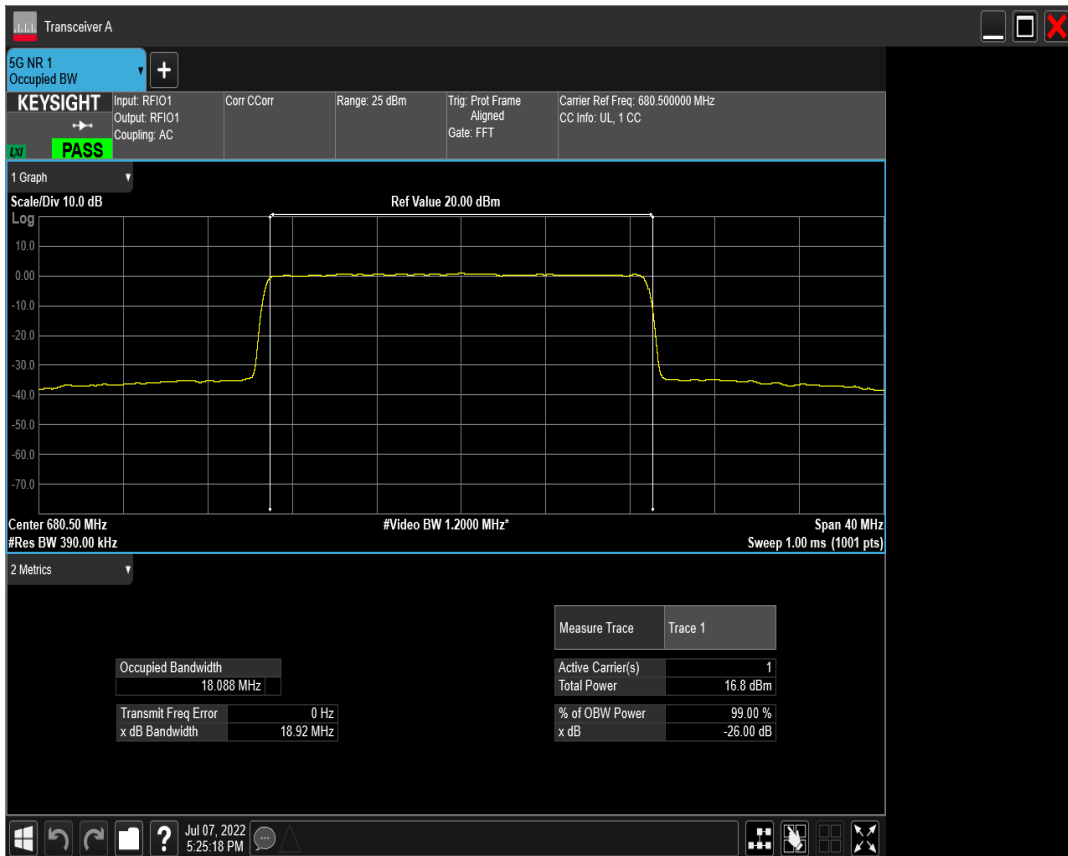 Transceiver A
5G NR 1
Occupied BW
+
KEYSIGHT
LXI
PASS
Input: RFIO1
Output: RFIO1
Coupling: AC
Corr CCorr
Range: 25 dBm
Trig: Prot Frame
Aligned
Gate: FFT
Carrier Ref Freq: 680.500000 MHz
CC Info: UL, 1 CC
1 Graph
Scale/Div 10.0 dB
Ref Value 20.00 dBm
Log
10.0
0.00
-10.0
-20.0
-30.0
-40.0
-50.0
-60.0
-70.0
Center 680.50 MHz
#Video BW 1.2000 MHz*
Span 40 MHz
#Res BW 390.00 kHz
Sweep 1.00 ms (1001 pts)
2 Metrics
Measure Trace Trace 1
Occupied Bandwidth
18.088 MHz
Active Carrier(s) 1
Total Power 16.8 dBm
Transmit Freq Error 0 Hz
x dB Bandwidth 18.92 MHz
% of OBW Power 99.00 %
x dB -26.00 dB
?
Jul 07, 2022
5:25:18 PM